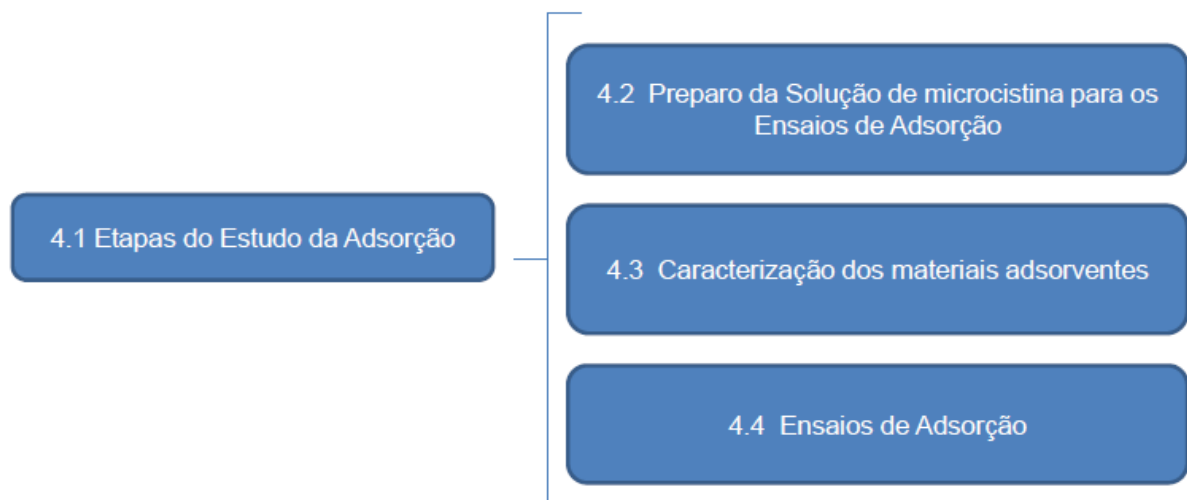 4.1 Etapas do Estudo da Adsorção
4.2 Preparo da Solução de microcistina para os
Ensaios de Adsorção
4.3 Caracterização dos materiais adsorventes
4.4 Ensaios de Adsorção